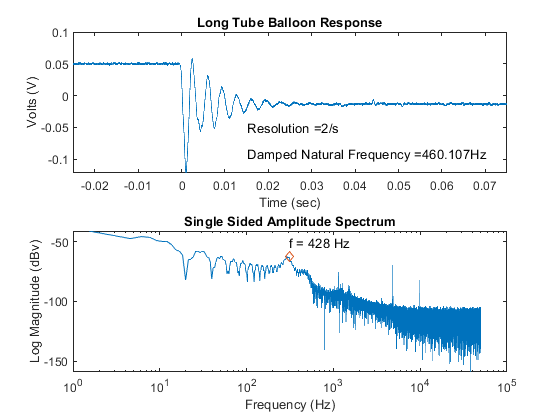 Long Tube Balloon Response
0.1
0.05
0
-0.05
-0.1
Volts (V)
Resolution =2/s
Damped Natural Frequency =460.107Hz
-0.02 -0.01 0 0.01 0.02 0.03 0.04 0.05 0.06 0.07
Time (sec)
Single Sided Amplitude Spectrum
f = 428 Hz
-50
-100
-150
Log Magnitude (dBv)
10^0 10^1 10^2 10^3 10^4 10^5
Frequency (Hz)